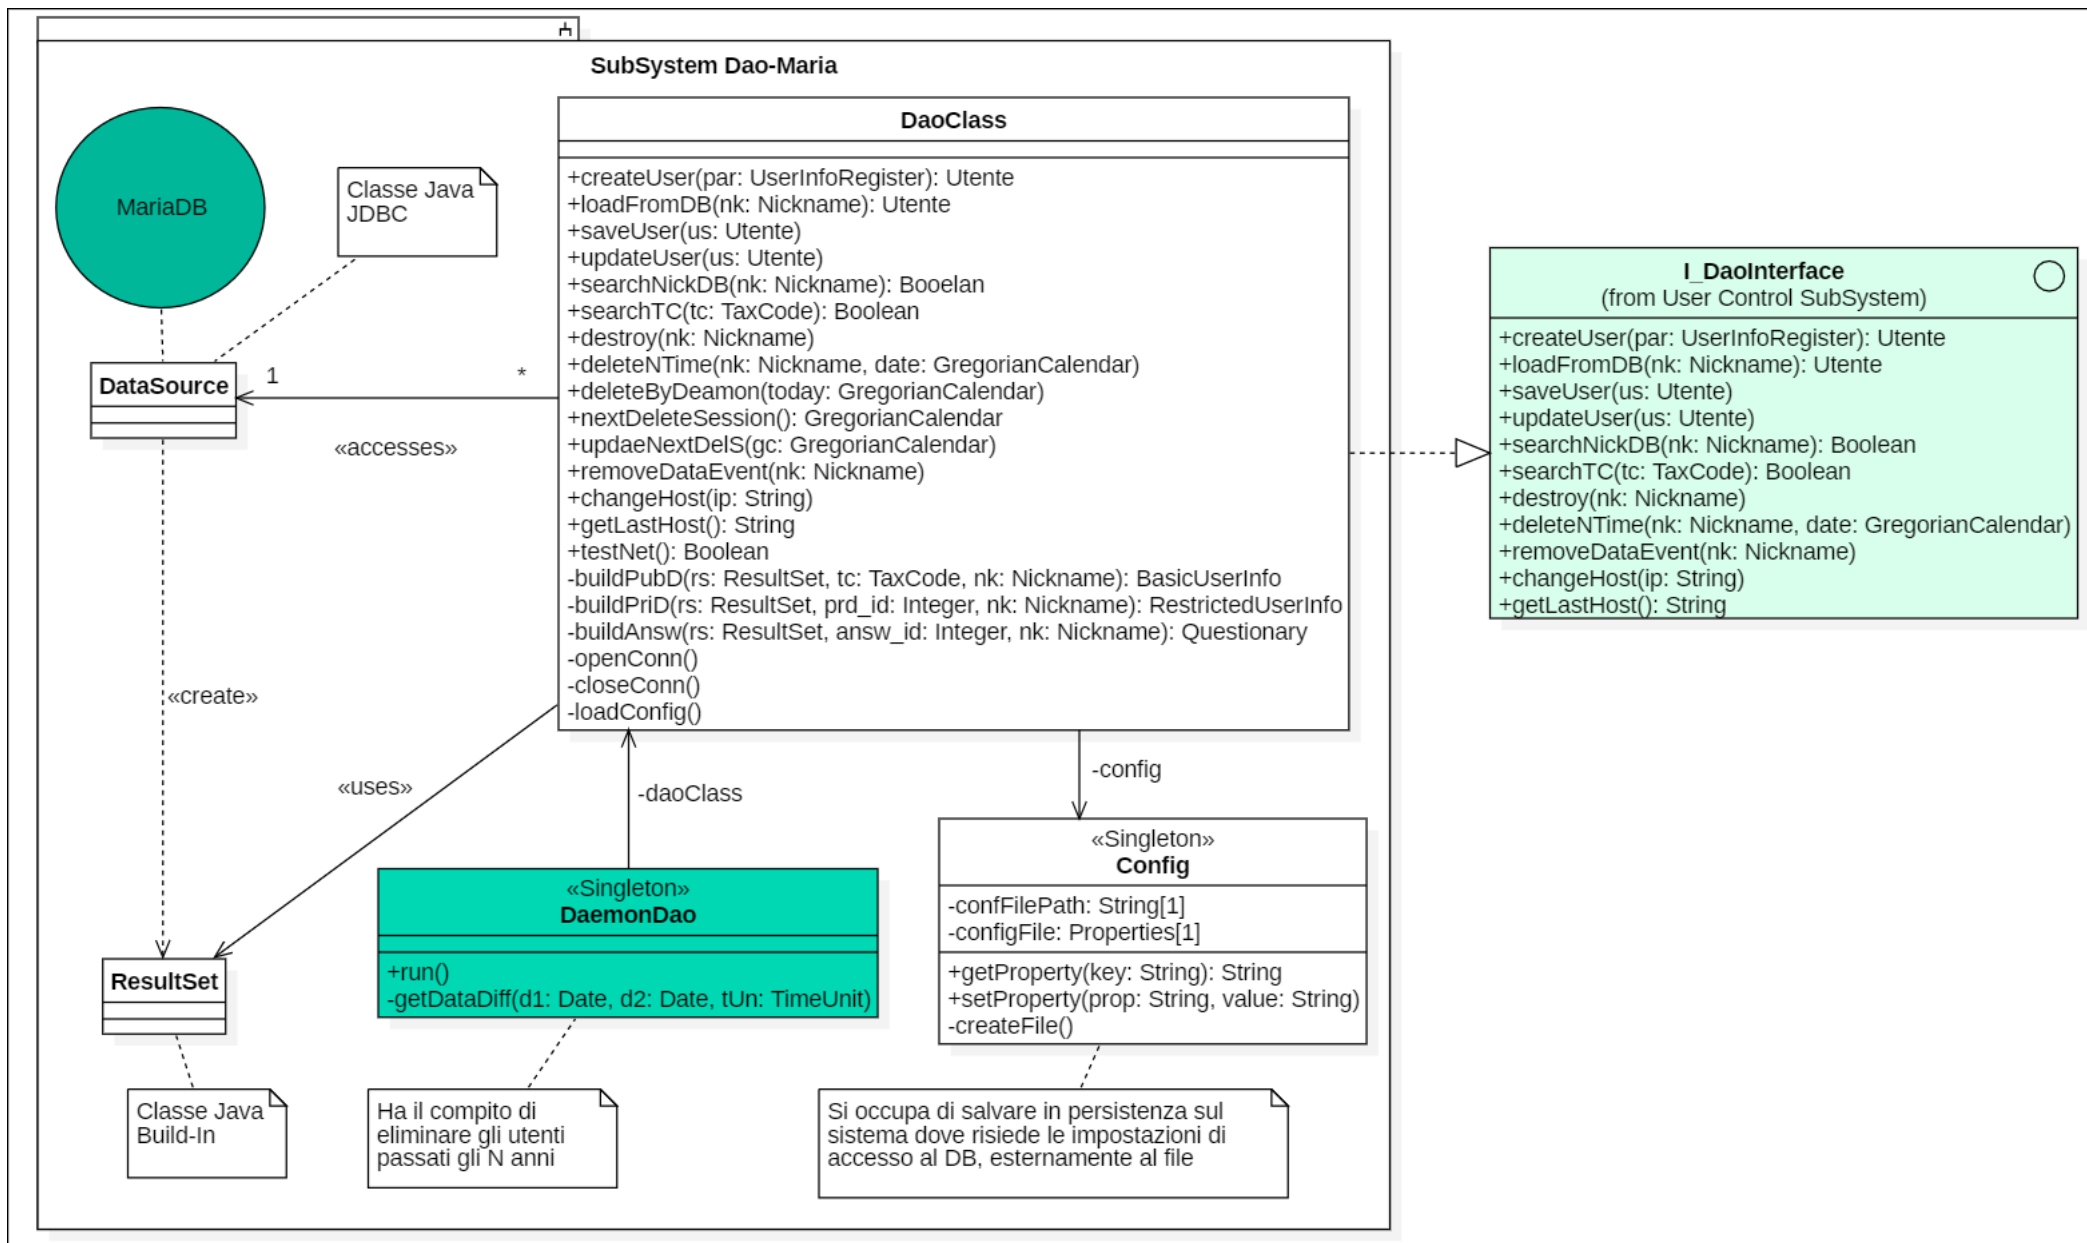 SubSystem Dao-Maria
MariaDB
Classe Java
JDBC
DataSource
1
*
«accesses»
«create»
«uses»
DaoClass
+createUser(par: UserInfoRegister): Utente
+loadFromDB(nk: Nickname): Utente
+saveUser(us: Utente)
+updateUser(us: Utente)
+searchNickDB(nk: Nickname): Booelan
+searchTC(tc: TaxCode): Boolean
+destroy(nk: Nickname)
+deleteNTime(nk: Nickname, date: GregorianCalendar)
+deleteByDeamon(today: GregorianCalendar)
+nextDeleteSession(): GregorianCalendar
+updaeNextDelS(gc: GregorianCalendar)
+removeDataEvent(nk: Nickname)
+changeHost(ip: String)
+getLastHost(): String
+testNet(): Boolean
-buildPubD(rs: ResultSet, tc: TaxCode, nk: Nickname): BasicUserInfo
-buildPriD(rs: ResultSet, prd_id: Integer, nk: Nickname): RestrictedUserInfo
-buildAnsw(rs: ResultSet, answ_id: Integer, nk: Nickname): Questionary
-openConn()
-closeConn()
-loadConfig()
I_DaoInterface
(from User Control SubSystem)
+createUser(par: UserInfoRegister): Utente
+loadFromDB(nk: Nickname): Utente
+saveUser(us: Utente)
+updateUser(us: Utente)
+searchNickDB(nk: Nickname): Boolean
+searchTC(tc: TaxCode): Boolean
+destroy(nk: Nickname)
+deleteNTime(nk: Nickname, date: GregorianCalendar)
+removeDataEvent(nk: Nickname)
+changeHost(ip: String)
+getLastHost(): String
-daoClass
-config
«Singleton»
DaemonDao
+run()
-getDataDiff(d1: Date, d2: Date, tUn: TimeUnit)
«Singleton»
Config
-confFilePath: String[1]
-configFile: Properties[1]
+getProperty(key: String): String
+setProperty(prop: String, value: String)
-createFile()
ResultSet
Classe Java
Build-In
Ha il compito di
eliminare gli utenti
passati gli N anni
Si occupa di salvare in persistenza sul
sistema dove risiede le impostazioni di
accesso al DB, esternamente al file